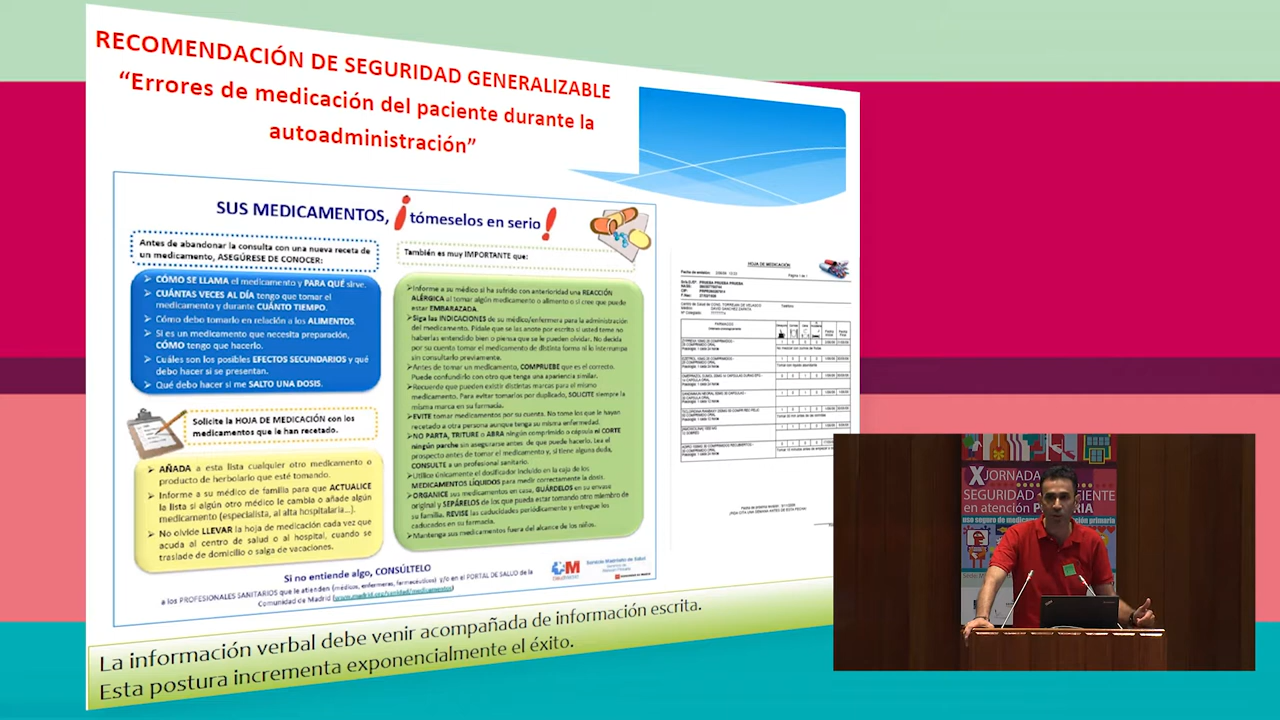 RECOMENDACIÓN DE SEGURIDAD GENERALIZABLE
“Errores de medicación del paciente durante la
autoadministración”
SUS MEDICAMENTOS, ¡tómeselos en serio!
Antes de abandonar la consulta con una nueva receta de
un medicamento, ASEGÚRESE DE CONOCER:
CÓMO SE LLAMA el medicamento y PARA QUÉ sirve.
CUÁNTAS VECES AL DÍA tengo que tomar el
medicamento y durante CUÁNTO TIEMPO.
Cómo debo tomarlo en relación a los ALIMENTOS.
Si es un medicamento que necesita preparación,
CÓMO tengo que hacerlo.
Cuáles son los posibles EFECTOS SECUNDARIOS y qué
debo hacer si se presentan.
Qué debo hacer si me SALTO UNA DOSIS.
Solicite la HOJA DE MEDICACIÓN con los
medicamentos que le han recetado.
AÑADA a esta lista cualquier otro medicamento o
producto de herbolario que esté tomando.
Informe a su médico de familia para que ACTUALICE
la lista si algún otro médico le cambia o añade algún
medicamento (especialista, al alta hospitalaria...).
No olvide LLEVAR la hoja de medicación cada vez que
acuda al centro de salud o al hospital, cuando se
traslade de domicilio o salga de vacaciones.
También es muy IMPORTANTE que:
Informe a su médico si ha sufrido con anterioridad una REACCIÓN
ALÉRGICA al tomar algún medicamento o alimento o si cree que puede
estar EMBARAZADA.
Siga las INDICACIONES de su médico/enfermera para la administración
del medicamento. Pídale que se las anote por escrito si usted teme no
haberlas entendido bien o piensa que se le pueden olvidar. No decida
por su cuenta tomar el medicamento de distinta forma ni lo interrumpa
sin consultarlo previamente.
Antes de tomar un medicamento, COMPRUEBE que es el correcto.
Puede confundirlo con otro que tenga una apariencia similar.
Recuerde que pueden existir distintas marcas para el mismo
medicamento. Para evitar tomarlos por duplicado, SOLICITE siempre la
misma marca en su farmacia.
EVITE tomar medicamentos por su cuenta. No tome los que le hayan
recetado a otra persona aunque tenga su misma enfermedad.
NO PARTA, TRITURE o ABRA ningún comprimido o cápsula ni CORTE
ningún parche sin asegurarse antes de que puede hacerlo. Lea el
prospecto antes de tomar el medicamento y, si tiene alguna duda,
CONSULTE a un profesional sanitario.
Utilice únicamente el dosificador incluido en la caja de los
MEDICAMENTOS LÍQUIDOS para medir correctamente la dosis.
ORGANICE sus medicamentos en casa, GUÁRDELOS en su envase
original y SEPÁRELOS de los que pueda estar tomando otro miembro de
su familia. REVISE las caducidades periódicamente y entregue los
caducados en su farmacia.
Mantenga sus medicamentos fuera del alcance de los niños.
Si no entiende algo, CONSÚLTELO
a los PROFESIONALES SANITARIOS que le atienden (médicos, enfermeras, farmacéuticos) y/o en el PORTAL DE SALUD de la
Comunidad de Madrid (www.madrid.org/sanidad/medicamentos)
Servicio Madrileño de Salud
HOJA DE MEDICACIÓN
La información verbal debe venir acompañada de información escrita.
Esta postura incrementa exponencialmente el éxito.
X JORNADA
SEGURIDAD
en atención